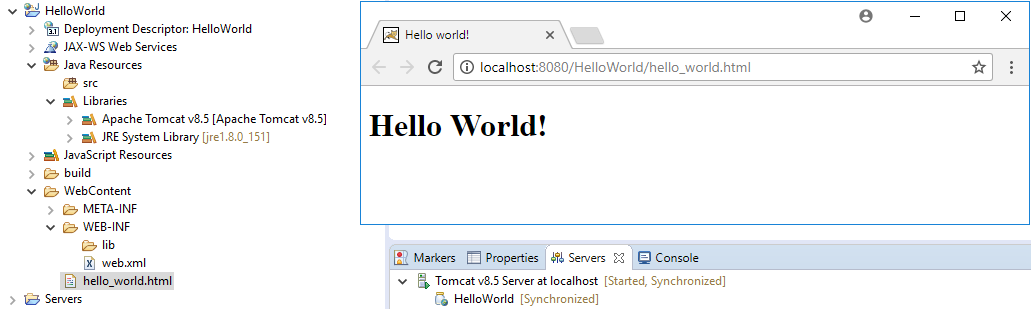 HelloWorld
Deployment Descriptor: HelloWorld
JAX-WS Web Services
Java Resources
src
Libraries
Apache Tomcat v8.5 [Apache Tomcat v8.5]
JRE System Library [jre1.8.0_151]
JavaScript Resources
build
WebContent
META-INF
WEB-INF
lib
web.xml
hello_world.html
Servers
Hello world!
localhost:8080/HelloWorld/hello_world.html
Hello World!
Markers Properties Servers Console
Tomcat v8.5 Server at localhost [Started, Synchronized]
HelloWorld [Synchronized]